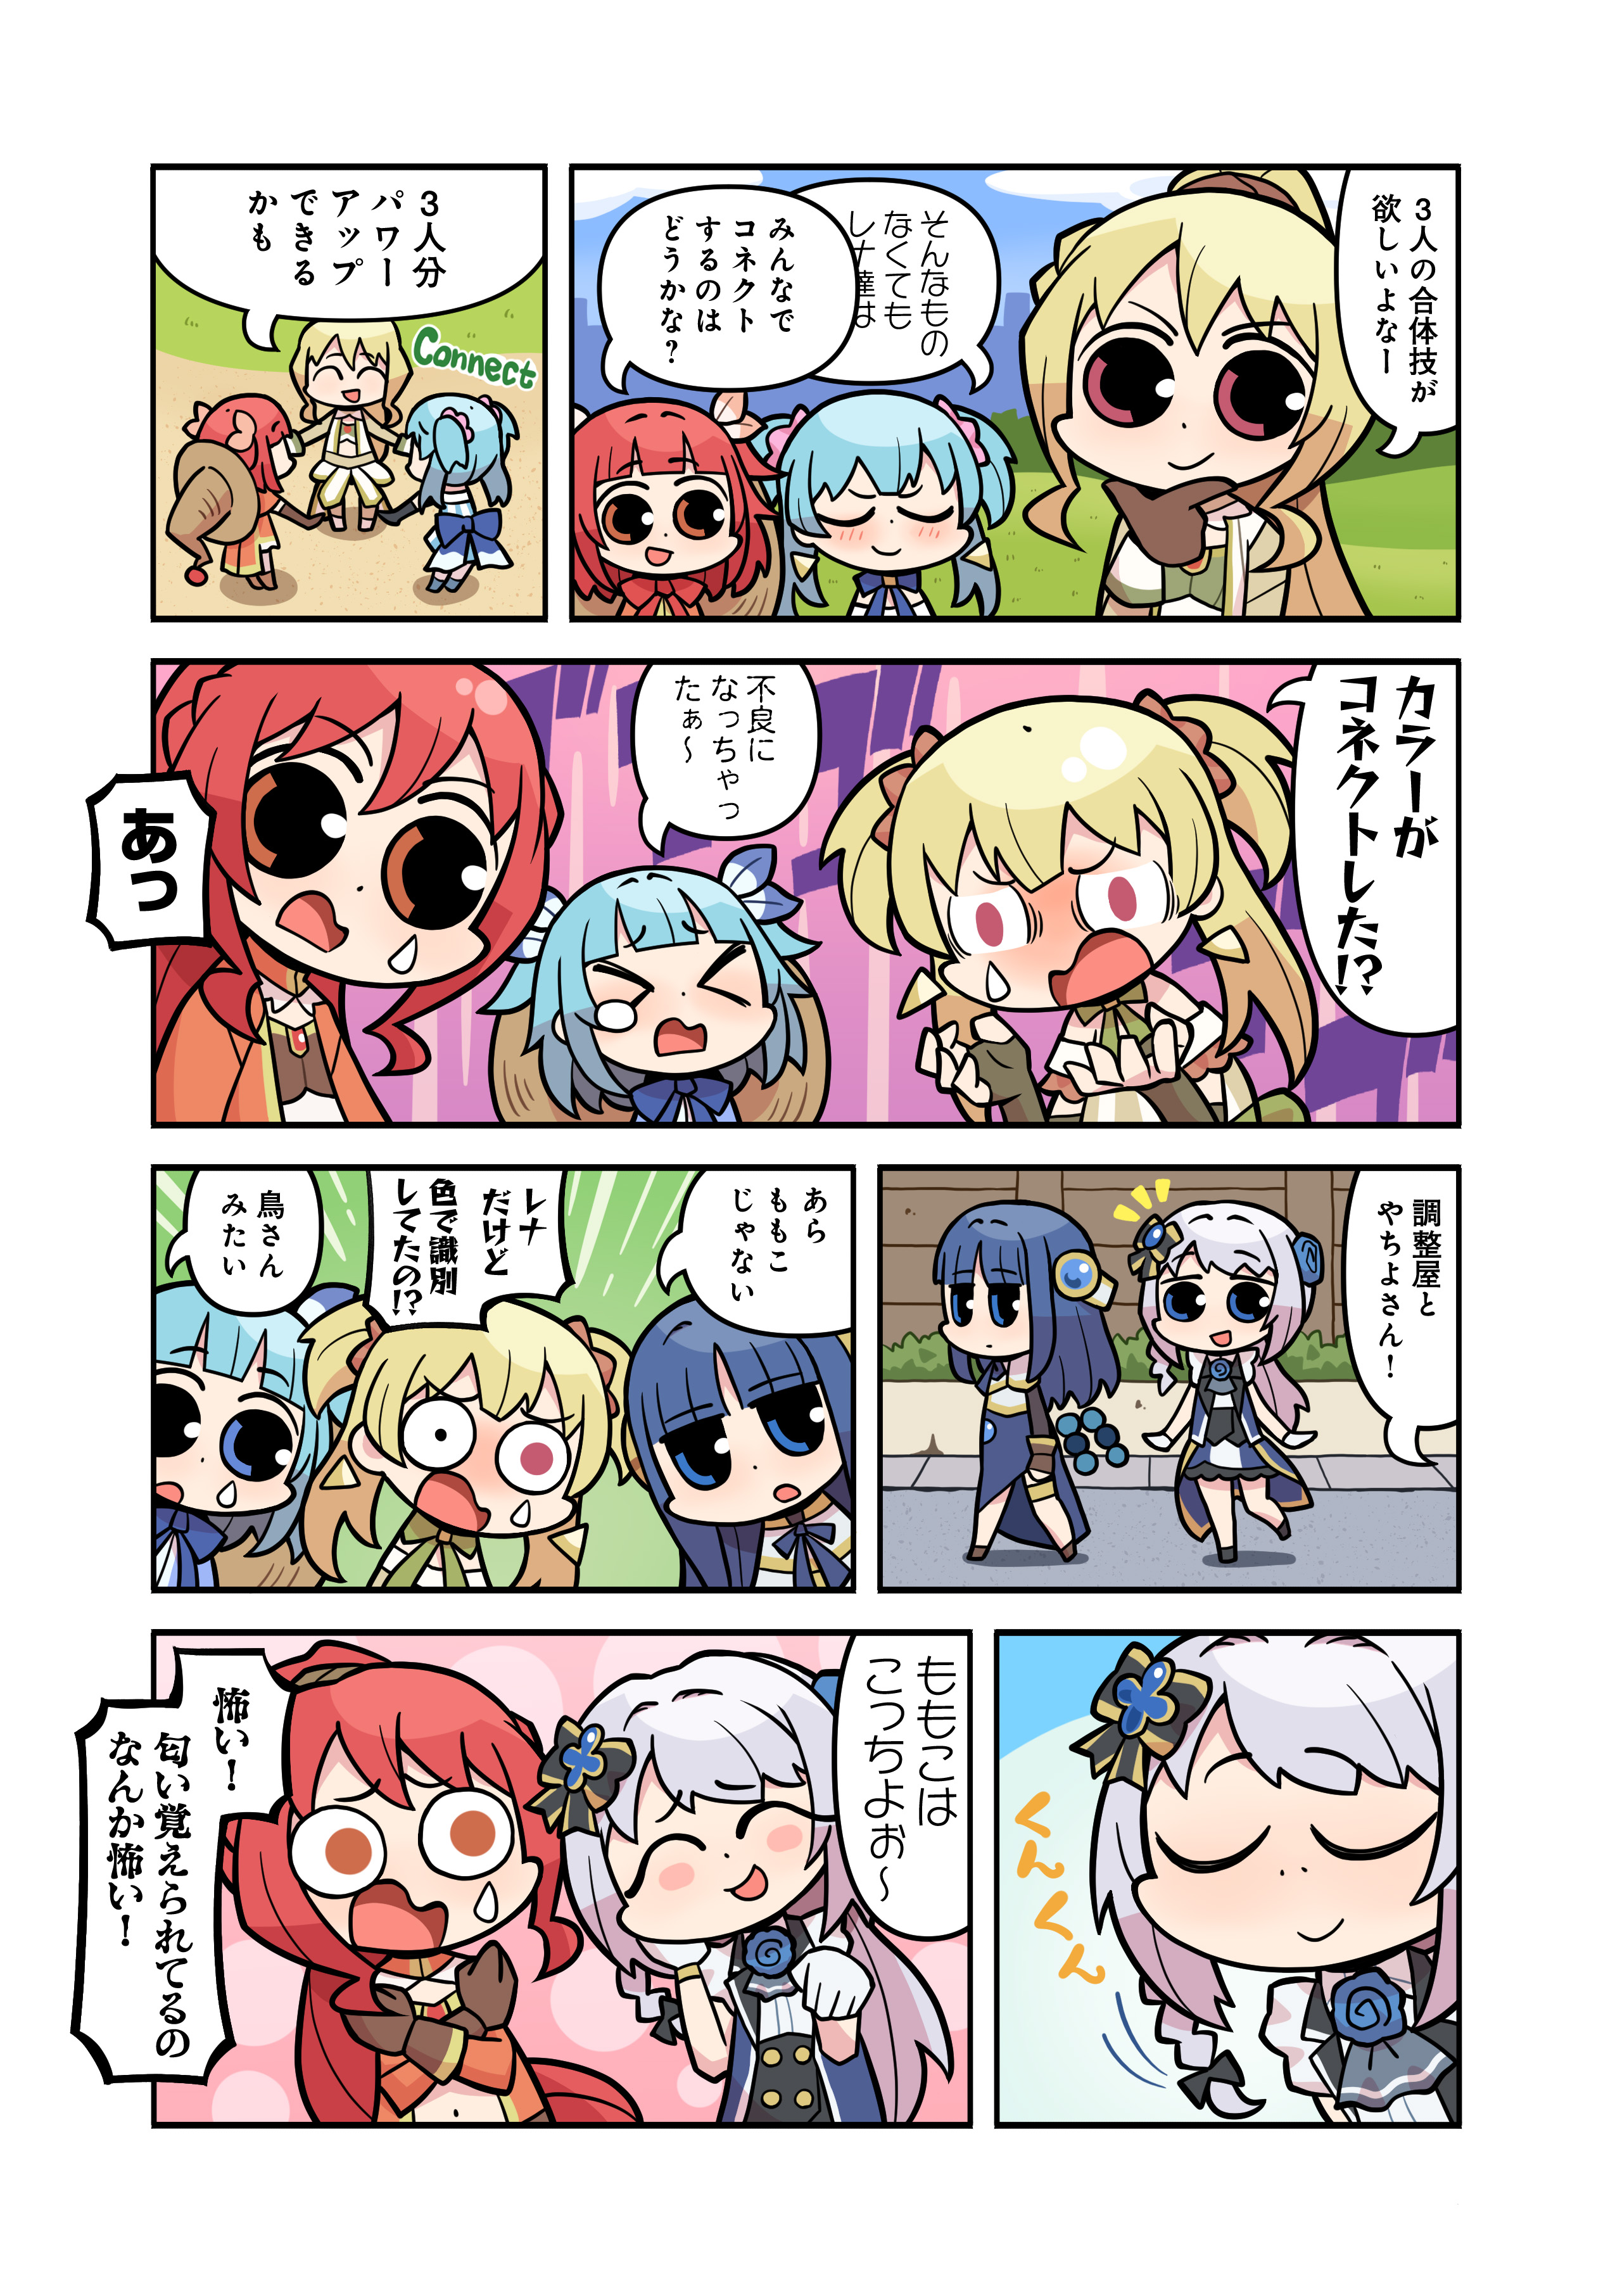 3人の合体技が
欲しいよなー
そんなもの
なくても
レナ達は
みんなで
コネクト
するのは
どうかな?
3人分
パワー
アップ
できる
かも
Connect
カラーが
コネクトした!?
不良に
なっちゃっ
たぁ〜
あっ
調整屋と
やちよさん!
あら
ももこ
じゃない
レナ
だけど
色で識別
してたの!?
鳥さん
みたい
くんくん
ももこは
こっちよぉ〜
怖い!
匂い覚えられてるの
なんか怖い!